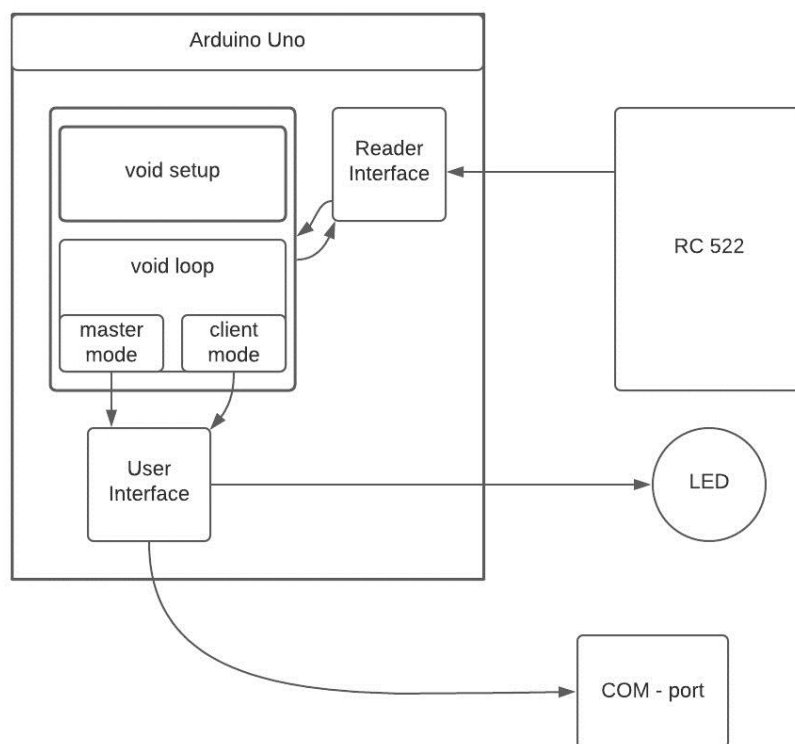 Arduino Uno
void setup
Reader
Interface
RC 522
void loop
master
mode
client
mode
User
Interface
LED
COM - port